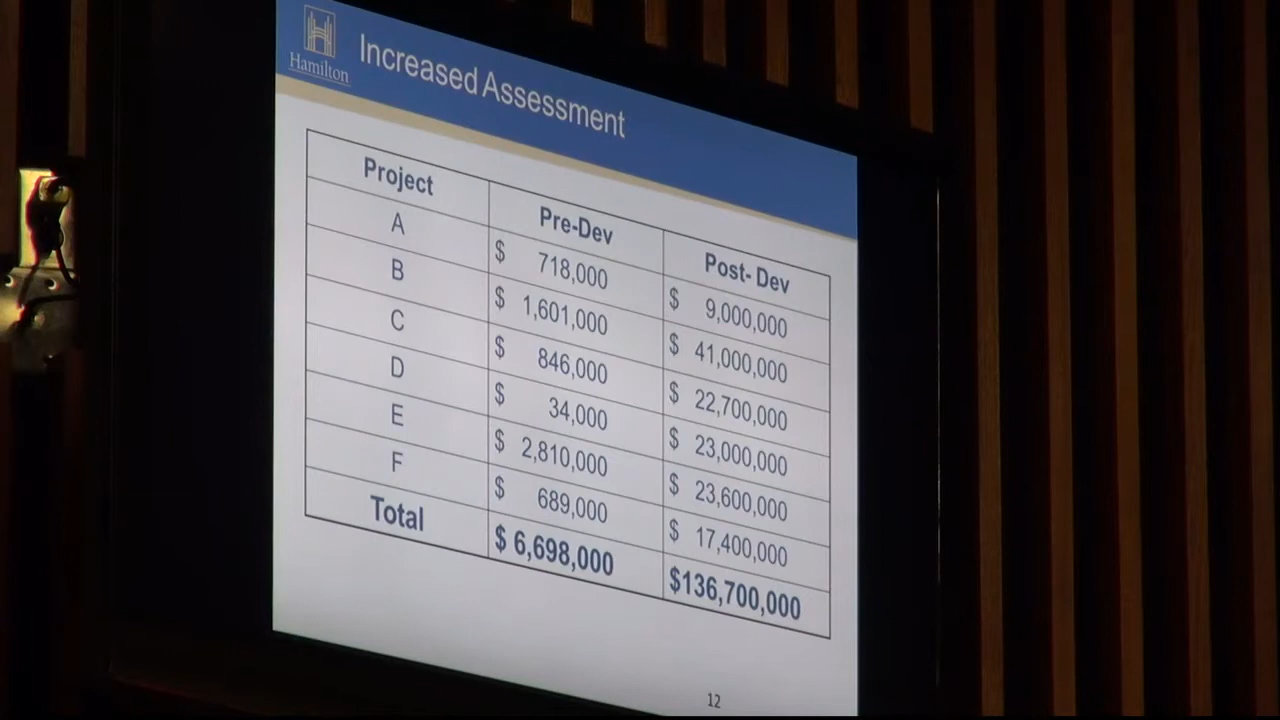 Hamilton
Increased Assessment
Project Pre-Dev Post- Dev
A $ 718,000 $ 9,000,000
B $ 1,601,000 $ 41,000,000
C $ 846,000 $ 22,700,000
D $ 34,000 $ 23,000,000
E $ 2,810,000 $ 23,600,000
F $ 689,000 $ 17,400,000
Total $ 6,698,000 $136,700,000
12